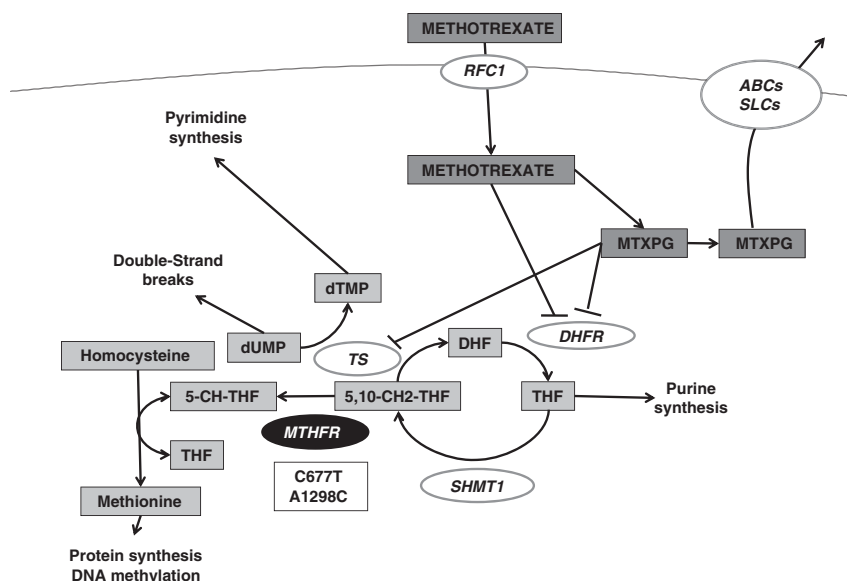 METHOTREXATE
RFC1
ABCs
SLCs
Pyrimidine
synthesis
METHOTREXATE
MTXPG
MTXPG
Double-Strand
breaks
dTMP
DHFR
Homocysteine
dUMP
TS
DHF
5-CH-THF
5,10-CH2-THF
THF
Purine
synthesis
MTHFR
THF
C677T
A1298C
SHMT1
Methionine
Protein synthesis
DNA methylation